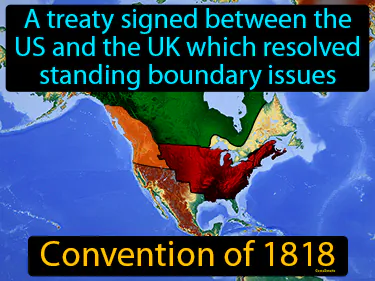 A treaty signed between the
US and the UK which resolved
standing boundary issues
Convention of 1818